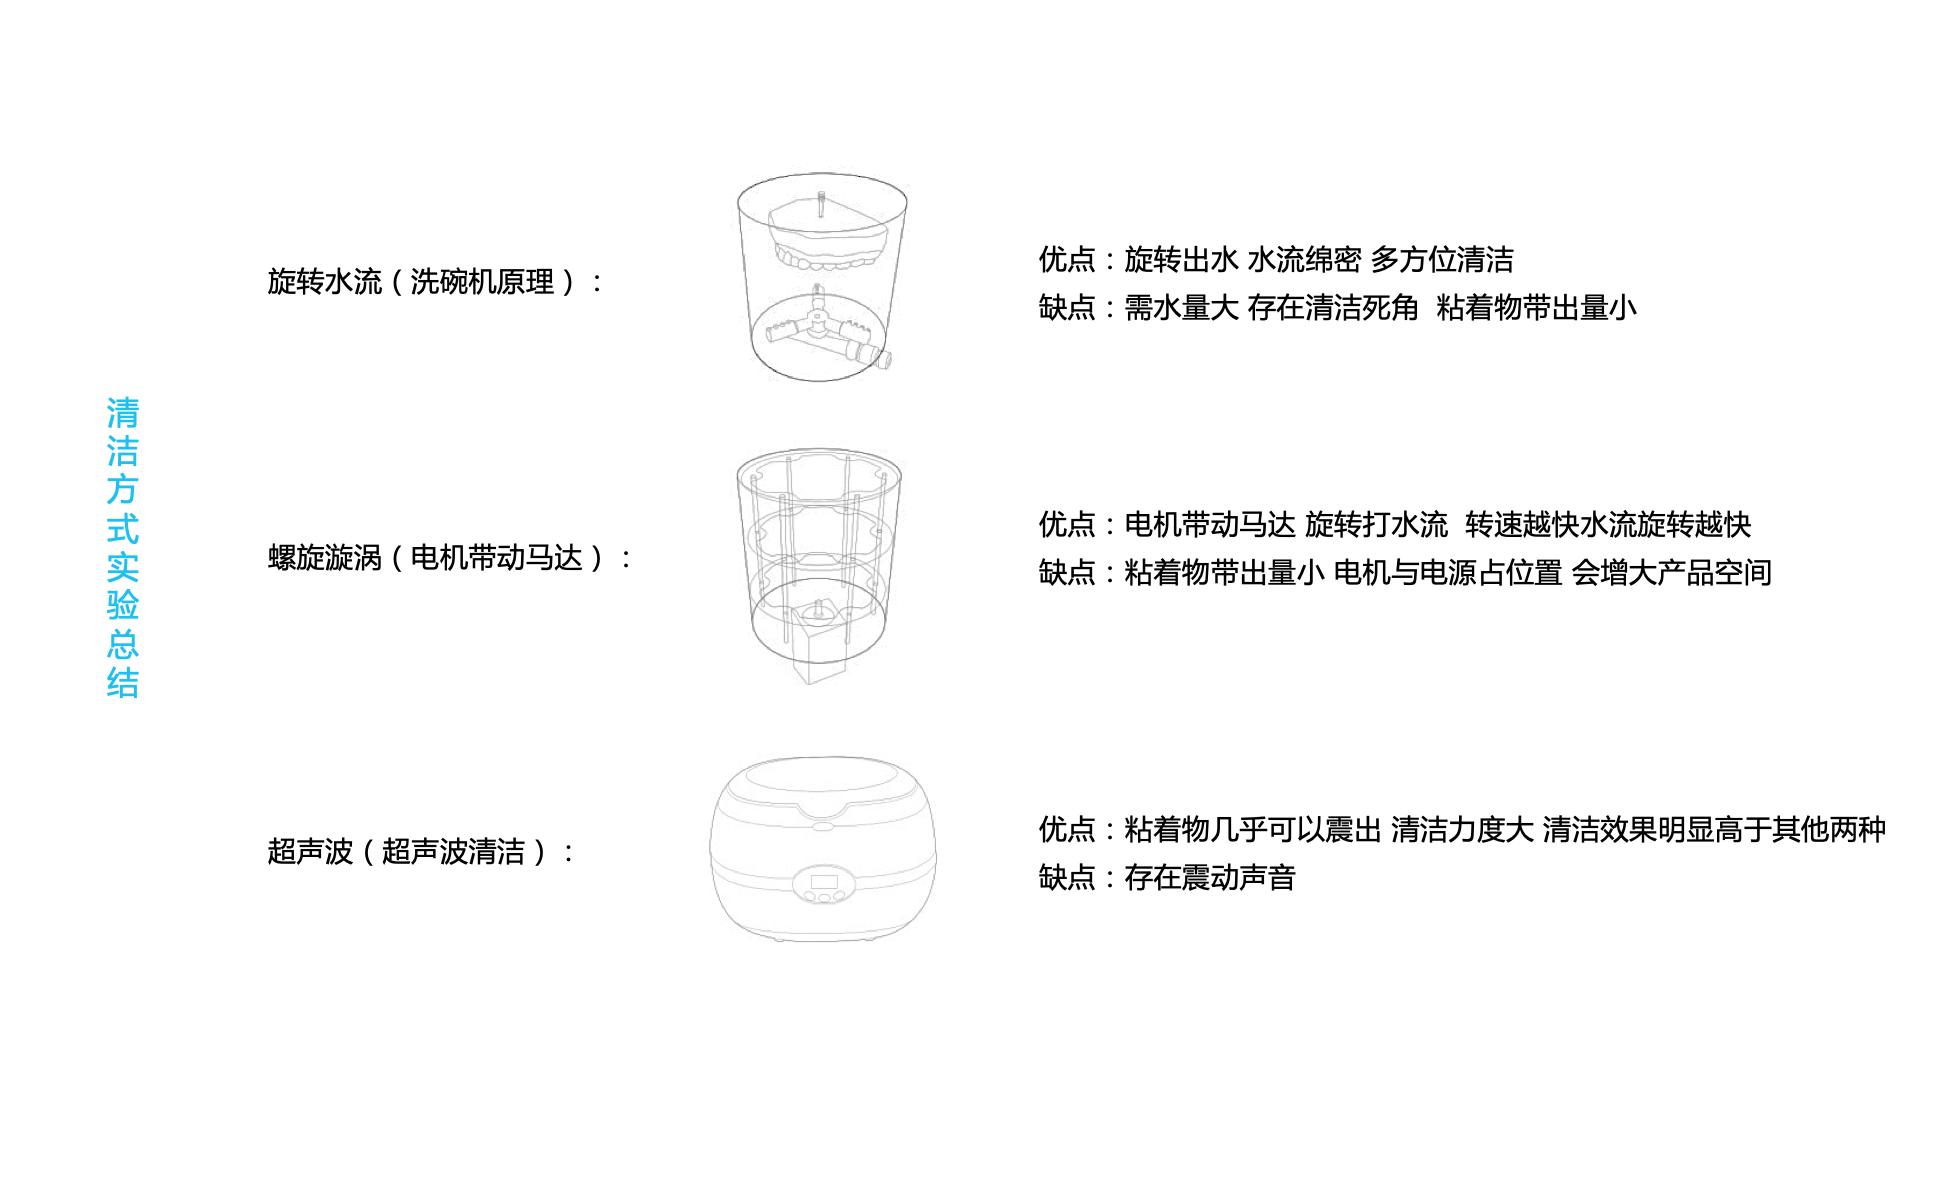 清洁方式实验总结
旋转水流（洗碗机原理）：
优点：旋转出水 水流绵密 多方位清洁
缺点：需水量大 存在清洁死角 粘着物带出量小
螺旋漩涡（电机带动马达）：
优点：电机带动马达 旋转打水流 转速越快水流旋转越快
缺点：粘着物带出量小 电机与电源占位置 会增大产品空间
超声波（超声波清洁）：
优点：粘着物几乎可以震出 清洁力度大 清洁效果明显高于其他两种
缺点：存在震动声音